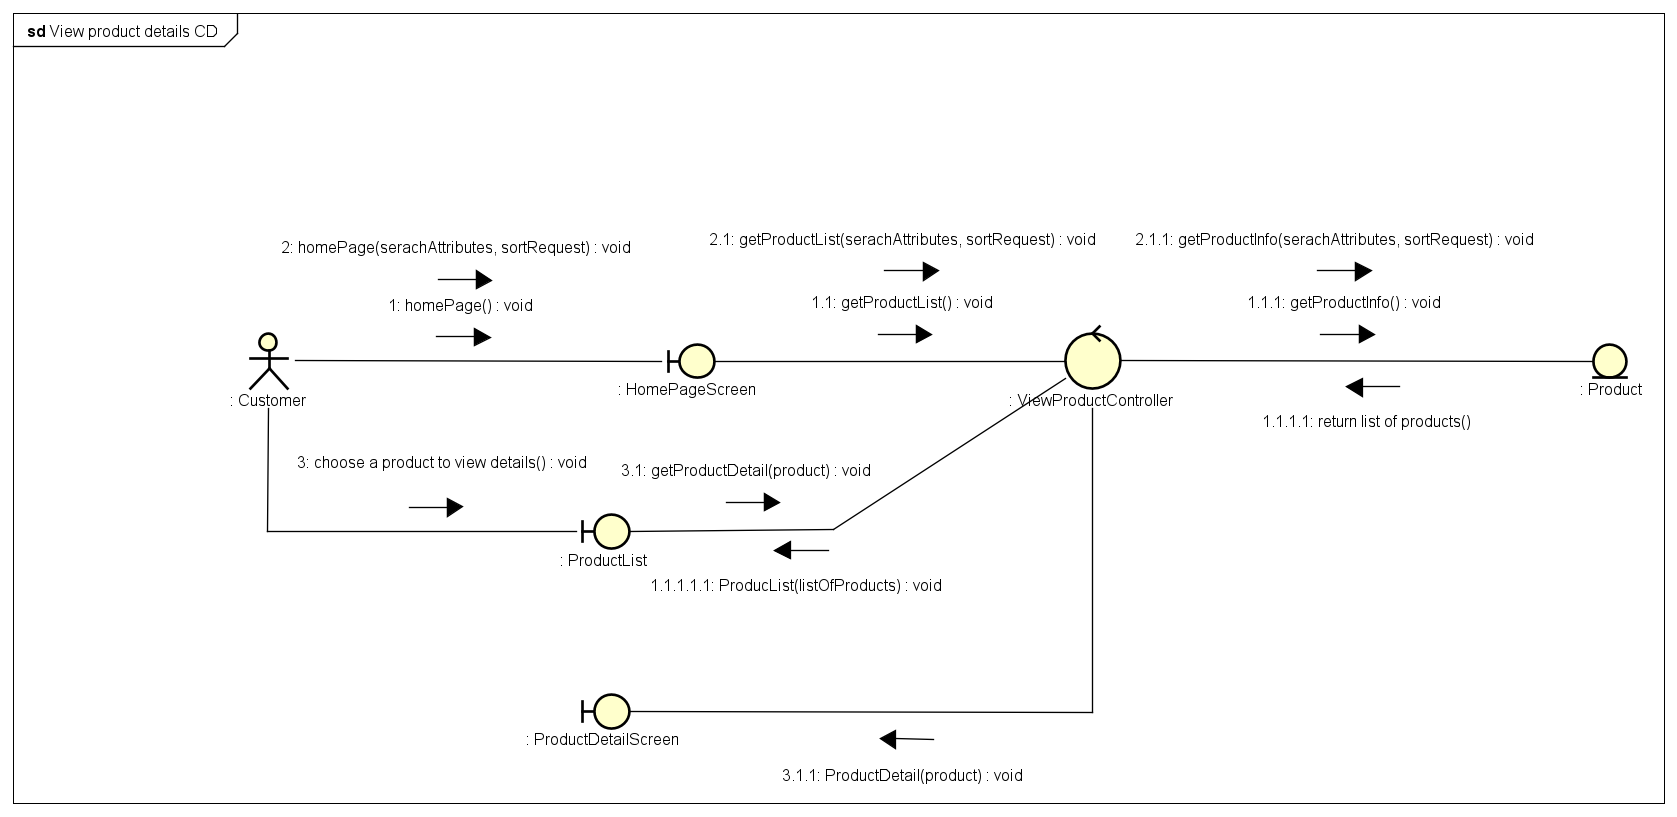 sd View product details CD
2: homePage(serachAttributes, sortRequest) : void
2.1: getProductList(serachAttributes, sortRequest) : void
2.1.1: getProductInfo(serachAttributes, sortRequest) : void
1: homePage() : void
1.1: getProductList() : void
1.1.1: getProductInfo() : void
: Customer
: HomePageScreen
: ViewProductController
: Product
1.1.1.1: return list of products()
3: choose a product to view details() : void
3.1: getProductDetail(product) : void
: ProductList
1.1.1.1.1: ProducList(listOfProducts) : void
: ProductDetailScreen
3.1.1: ProductDetail(product) : void